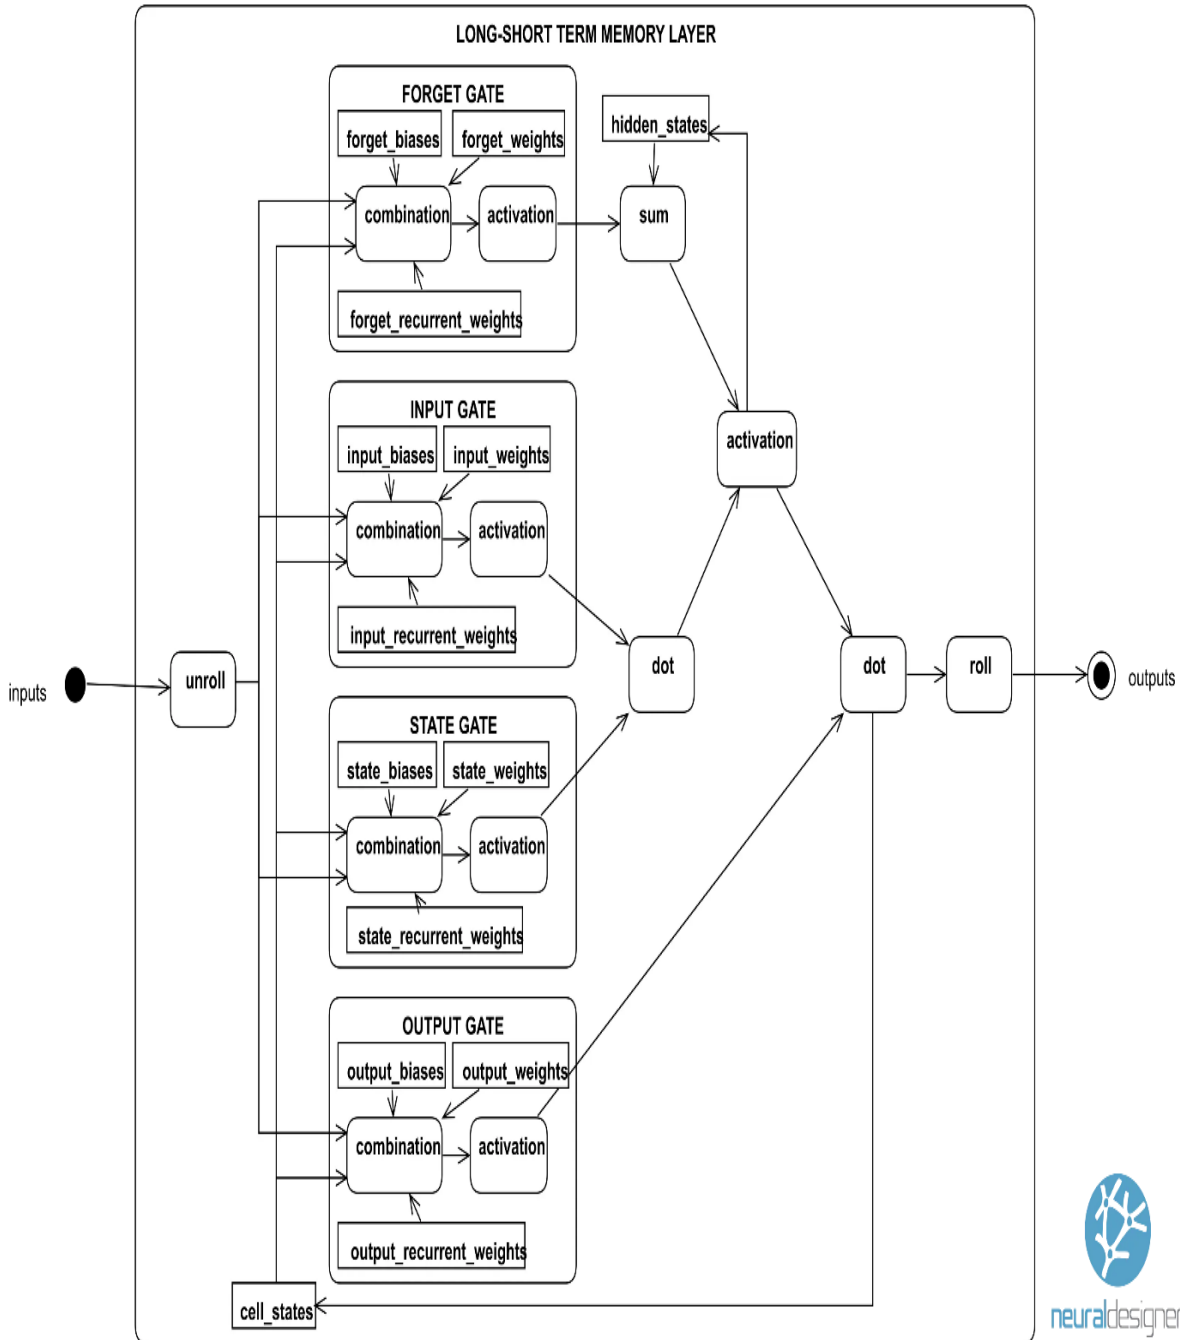 LONG-SHORT TERM MEMORY LAYER
FORGET GATE
forget_biases
forget_weights
hidden_states
combination
activation
sum
forget_recurrent_weights
INPUT GATE
input_biases
input_weights
activation
combination
activation
input_recurrent_weights
inputs
unroll
dot
dot
roll
outputs
STATE GATE
state_biases
state_weights
combination
activation
state_recurrent_weights
OUTPUT GATE
output_biases
output_weights
combination
activation
output_recurrent_weights
cell_states
neuraldesigner